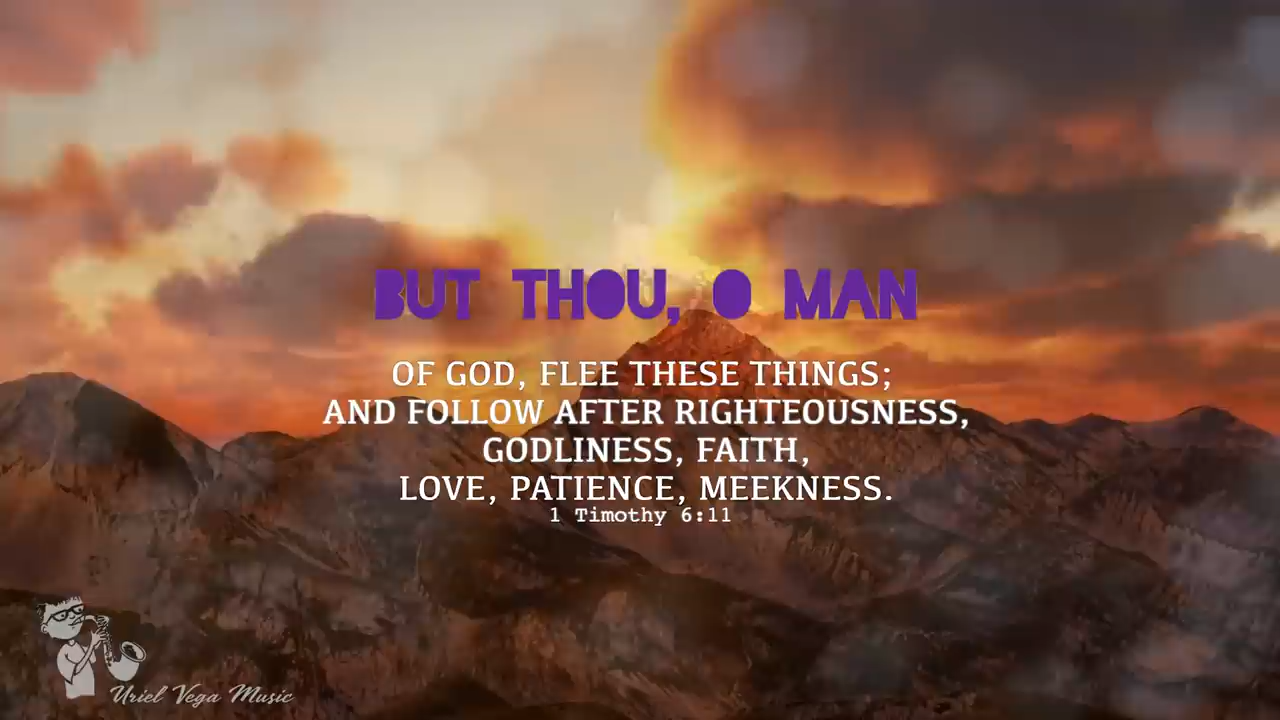 BUT THOU, O MAN
OF GOD, FLEE THESE THINGS;
AND FOLLOW AFTER RIGHTEOUSNESS,
GODLINESS, FAITH,
LOVE, PATIENCE, MEEKNESS.
1 Timothy 6:11
Uriel Vega Music